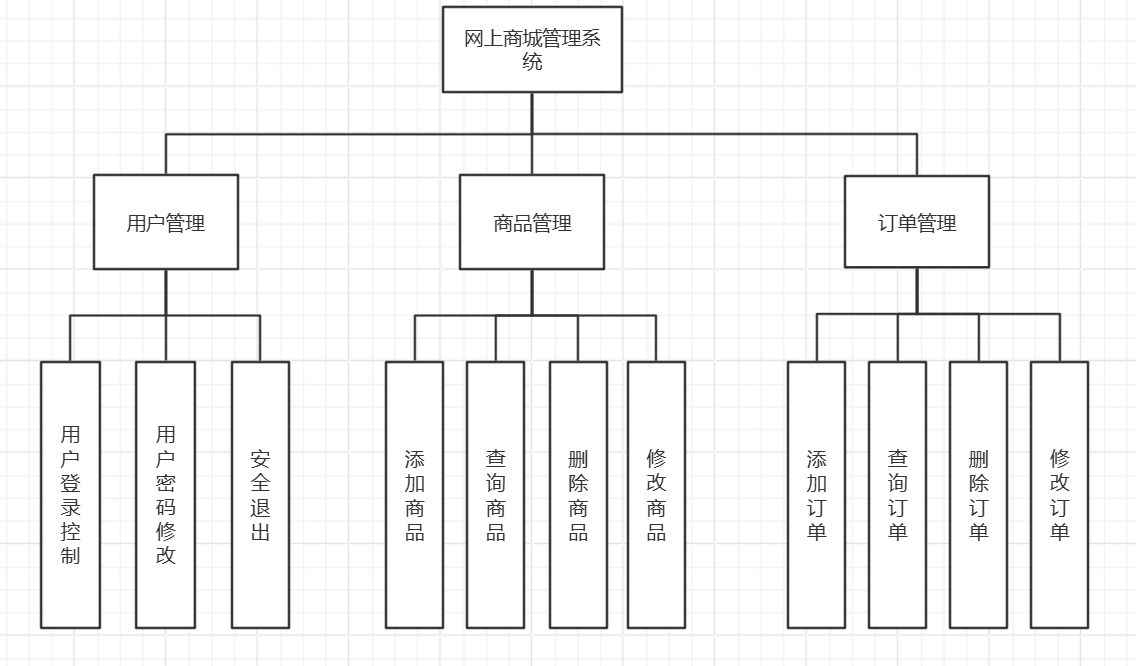 网上商城管理系
统
用户管理
商品管理
订单管理
用户登录控制
用户密码修改
安全退出
添加商品
查询商品
删除商品
修改商品
添加订单
查询订单
删除订单
修改订单